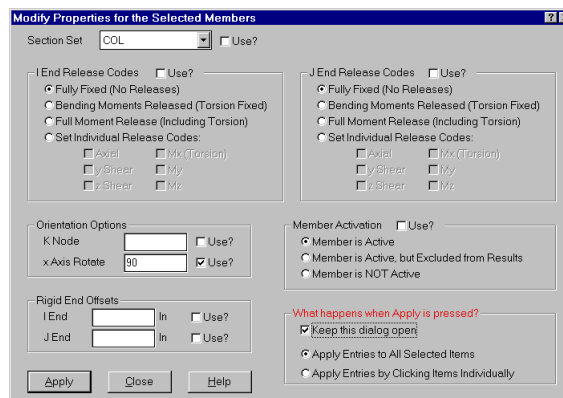 Modify Properties for the Selected Members
Section Set COL Use?
I End Release Codes Use?
Fully Fixed (No Releases)
Bending Moments Released (Torsion Fixed)
Full Moment Release (Including Torsion)
Set Individual Release Codes:
Axial Mx (Torsion)
y Shear My
z Shear Mz
J End Release Codes Use?
Fully Fixed (No Releases)
Bending Moments Released (Torsion Fixed)
Full Moment Release (Including Torsion)
Set Individual Release Codes:
Axial Mx (Torsion)
y Shear My
z Shear Mz
Orientation Options
K Node Use?
x Axis Rotate 90 Use?
Member Activation Use?
Member is Active
Member is Active, but Excluded from Results
Member is NOT Active
Rigid End Offsets
I End In Use?
J End In Use?
What happens when Apply is pressed?
Keep this dialog open
Apply Entries to All Selected Items
Apply Entries by Clicking Items Individually
Apply Close Help